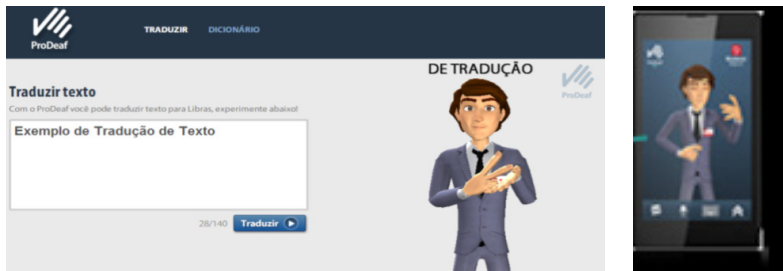 ProDeaf
TRADUZIR DICIONÁRIO
DE TRADUÇÃO
ProDeaf
Traduzir texto
Com o ProDeaf você pode traduzir texto para Libras, experimente abaixo!
Exemplo de Tradução de Texto
28/140 Traduzir